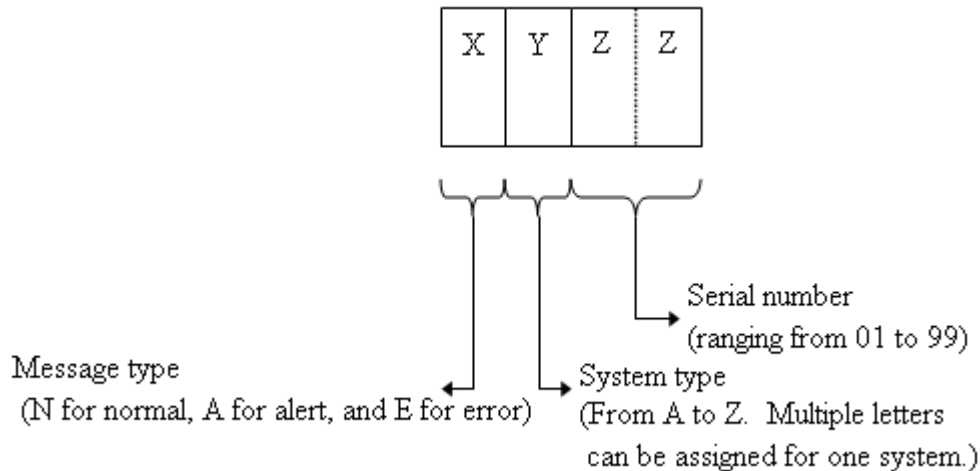 X Y Z Z
Serial number
(ranging from 01 to 99)
Message type
(N for normal, A for alert, and E for error)
System type
(From A to Z. Multiple letters
can be assigned for one system.)